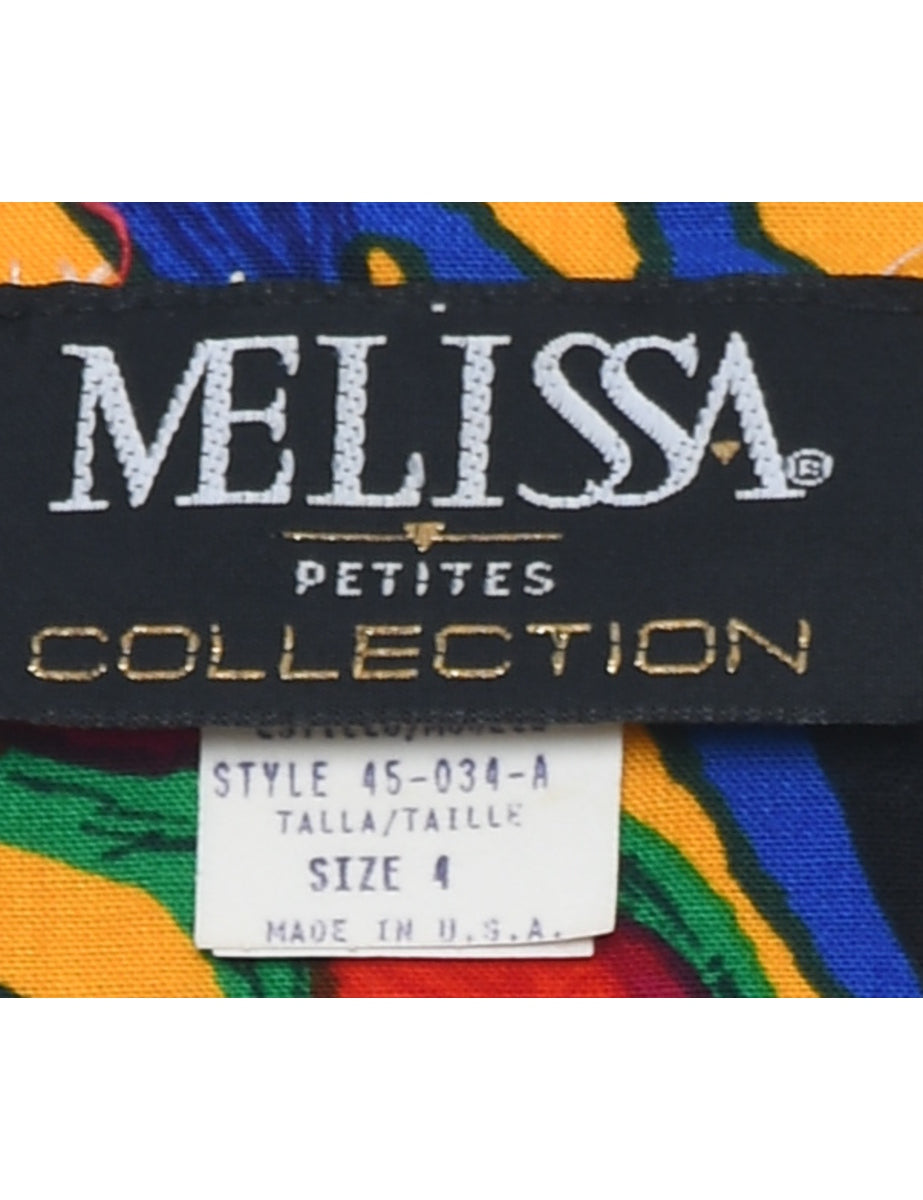 MELISSA®
PETITES
COLLECTION
STYLE 45-034-A
TALLA/TAILLE
SIZE 4
MADE IN U.S.A.